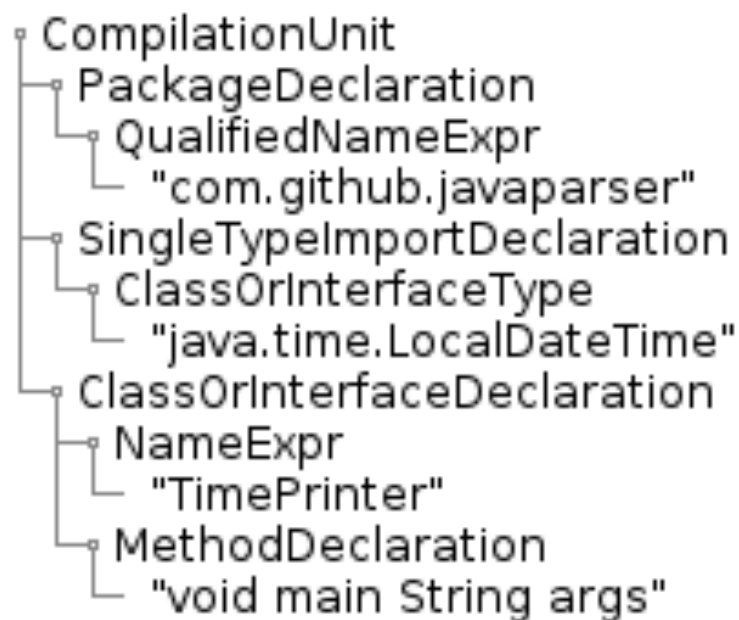 CompilationUnit
PackageDeclaration
QualifiedNameExpr
"com.github.javaparser"
SingleTypeImportDeclaration
ClassOrInterfaceType
"java.time.LocalDateTime"
ClassOrInterfaceDeclaration
NameExpr
"TimePrinter"
MethodDeclaration
"void main String args"